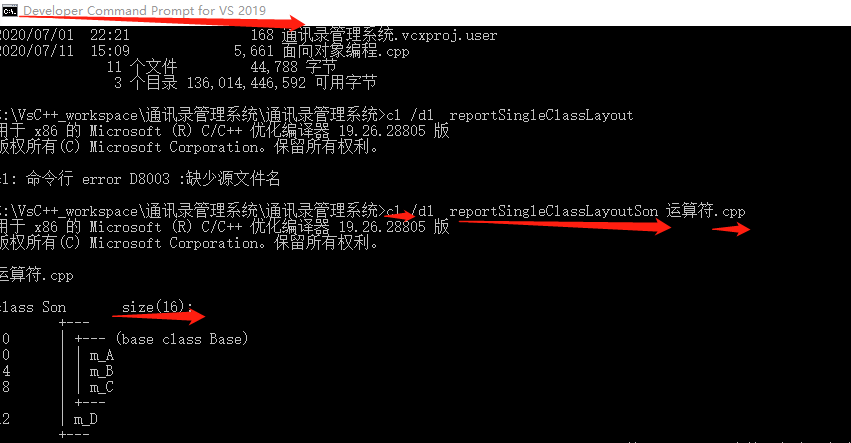 Developer Command Prompt for VS 2019
2020/07/01 22:21 168 通讯录管理系统.vcxproj.user
2020/07/11 15:09 5,661 面向对象编程.cpp
11 个文件 44,788 字节
3 个目录 136,014,446,592 可用字节
:\VsC++_workspace\通讯录管理系统\通讯录管理系统>cl /d1 reportSingleClassLayout
用于 x86 的 Microsoft (R) C/C++ 优化编译器 19.26.28805 版
版权所有(C) Microsoft Corporation。保留所有权利。
cl: 命令行 error D8003 :缺少源文件名
:\VsC++_workspace\通讯录管理系统\通讯录管理系统>cl /d1 reportSingleClassLayoutSon 运算符.cpp
用于 x86 的 Microsoft (R) C/C++ 优化编译器 19.26.28805 版
版权所有(C) Microsoft Corporation。保留所有权利。
运算符.cpp
class Son size(16):
+---
0 | +--- (base class Base)
0 | | m_A
4 | | m_B
8 | | m_C
| +---
12 | m_D
+---